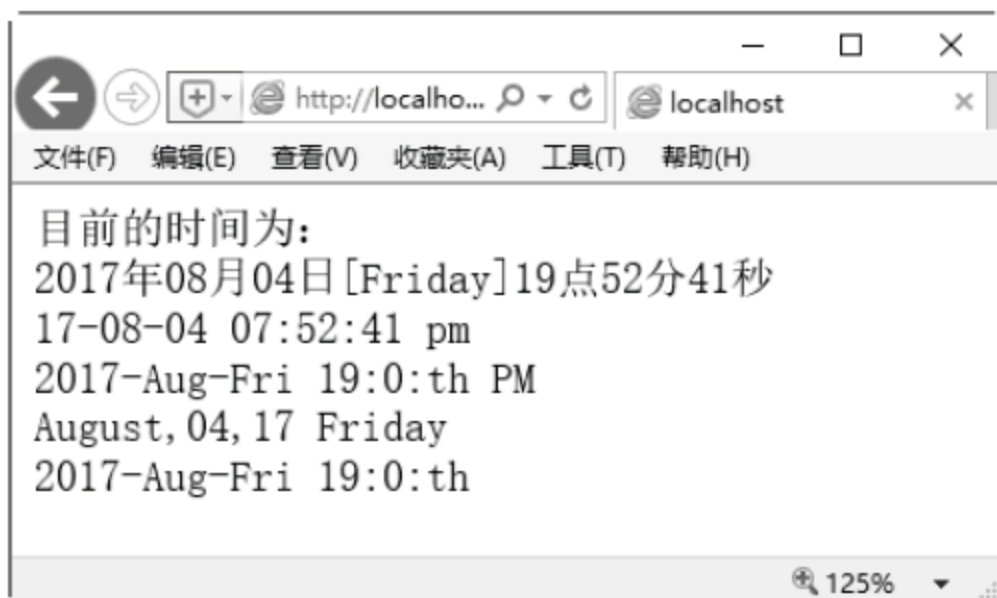 http://localho...
localhost
文件(F) 编辑(E) 查看(V) 收藏夹(A) 工具(T) 帮助(H)
目前的时间为：
2017年08月04日[Friday]19点52分41秒
17-08-04 07:52:41 pm
2017-Aug-Fri 19:0:th PM
August,04,17 Friday
2017-Aug-Fri 19:0:th
125%